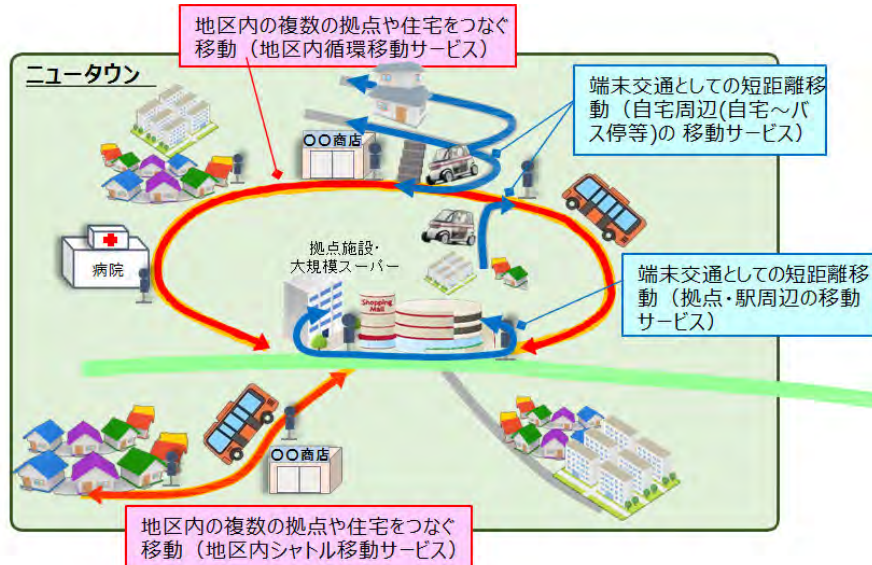 地区内の複数の拠点や住宅をつなぐ
移動（地区内循環移動サービス）
ニュータウン
端末交通としての短距離移
動（自宅周辺(自宅～バ
ス停等)の 移動サービス）
〇〇商店
病院
拠点施設・
大規模スーパー
Shopping
Mall
端末交通としての短距離移
動（拠点・駅周辺の移動
サービス）
〇〇商店
地区内の複数の拠点や住宅をつなぐ
移動（地区内シャトル移動サービス）